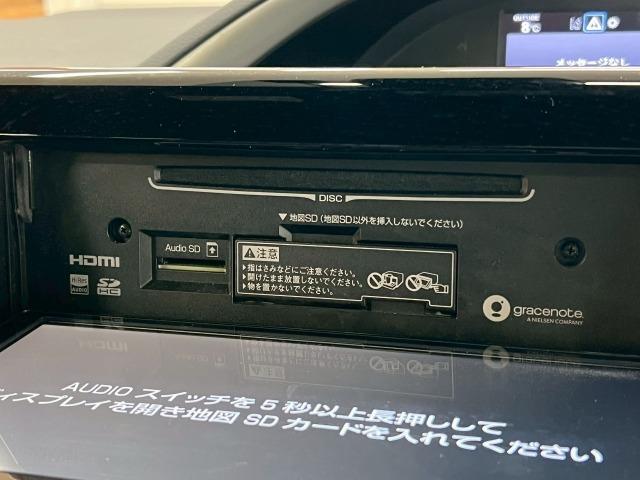 OUTSIDE
8℃
メッセージなし
DISC
▼地図SD (地図SD以外を挿入しないでください)
Audio SD
注意
▶指はさみなどにご注意ください。
▶開けたまま放置しないでください。
▶物を置かないでください。
HDMI
Hi-Res
AUDIO
SD
HC
gracenote.
A NIELSEN COMPANY
AUDIO スイッチを 5 秒以上長押しして
ディスプレイを開き地図 SD カードを入れてください